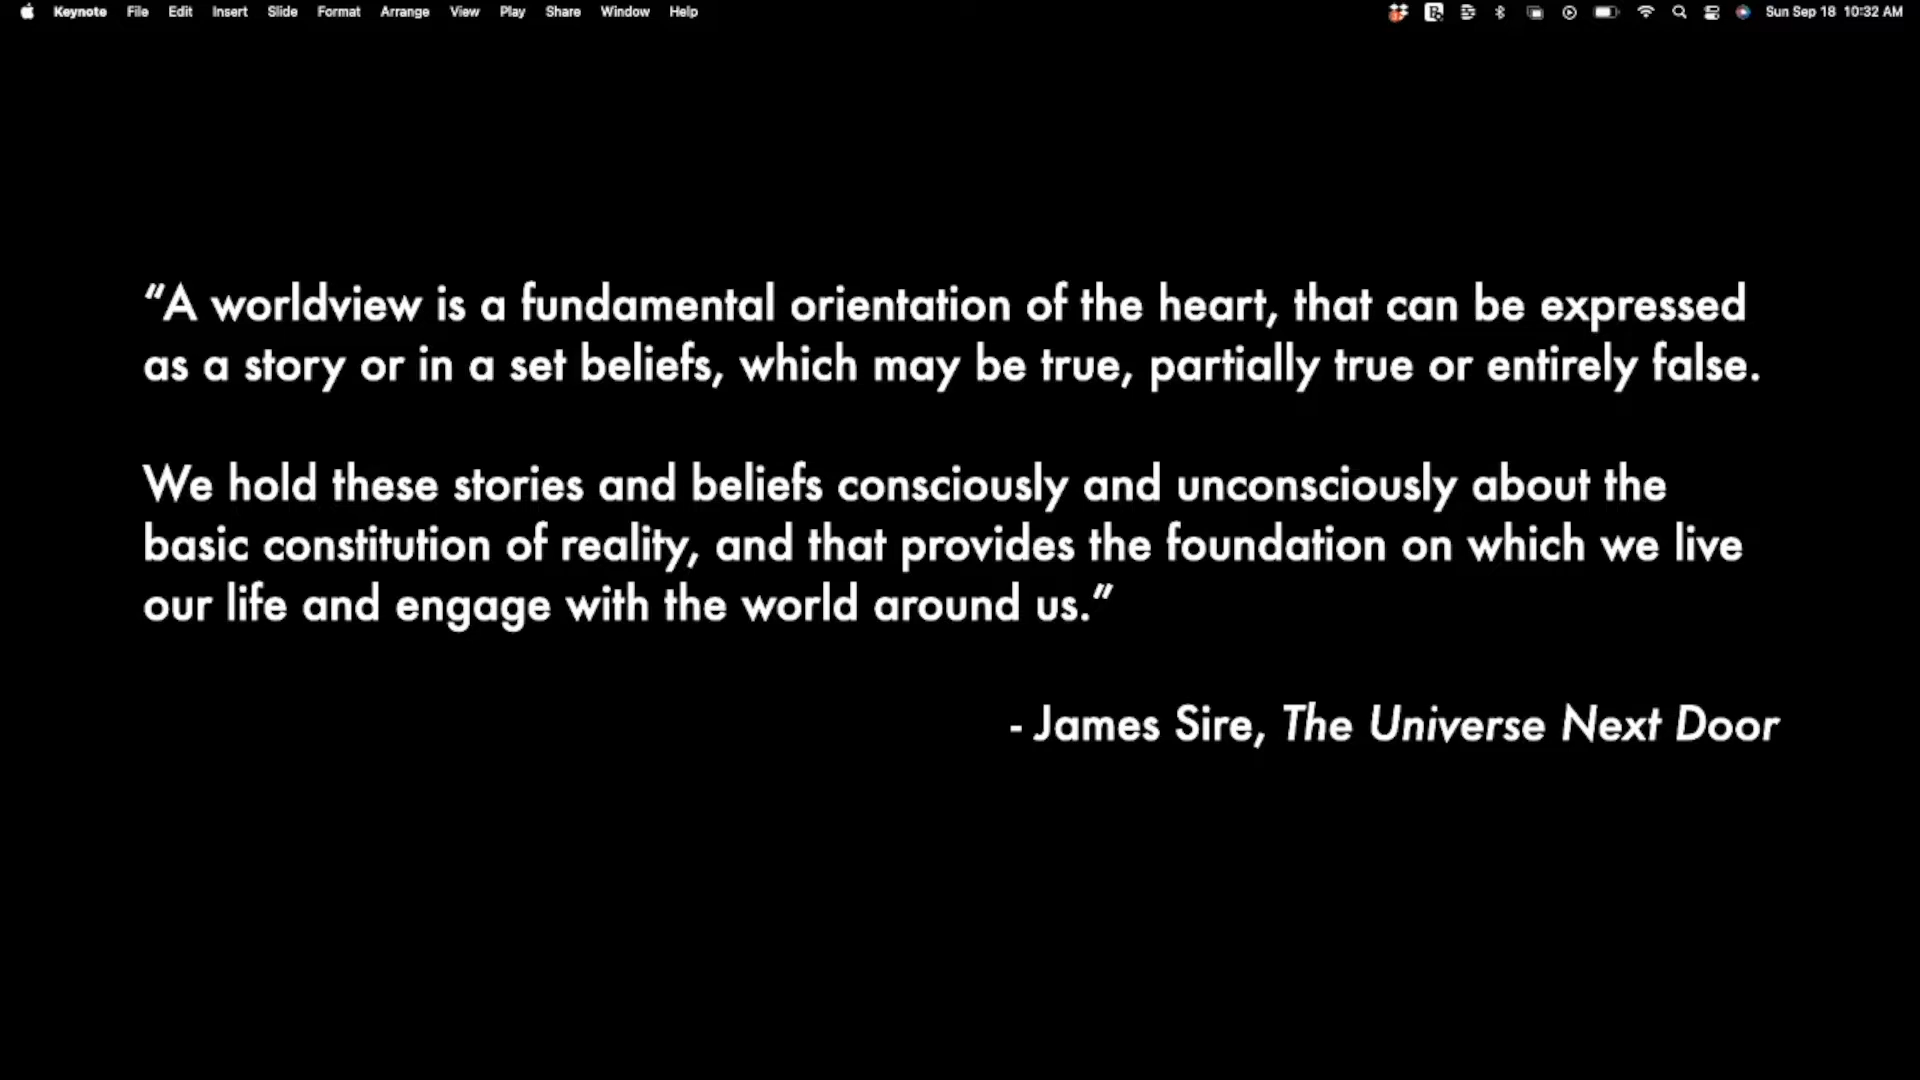 Keynote File Edit Insert Slide Format Arrange View Play Share Window Help Sun Sep 18 10:32 AM
“A worldview is a fundamental orientation of the heart, that can be expressed
as a story or in a set beliefs, which may be true, partially true or entirely false.
We hold these stories and beliefs consciously and unconsciously about the
basic constitution of reality, and that provides the foundation on which we live
our life and engage with the world around us.”
- James Sire, The Universe Next Door